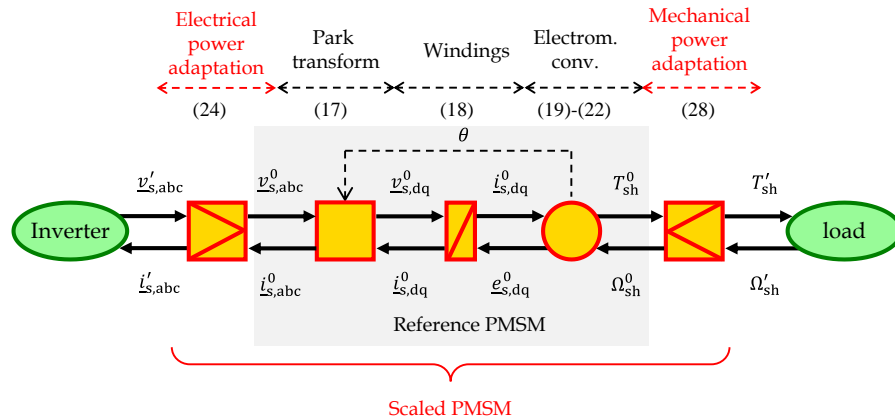 Electrical
power
adaptation
Park
transform
Windings
Electrom.
conv.
Mechanical
power
adaptation
(24)
(17)
(18)
(19)-(22)
(28)
θ
v′s,abc
v⁰s,abc
v⁰s,dq
i⁰s,dq
T⁰sh
T′sh
Inverter
load
i′s,abc
i⁰s,abc
i⁰s,dq
e⁰s,dq
Ω⁰sh
Ω′sh
Reference PMSM
Scaled PMSM